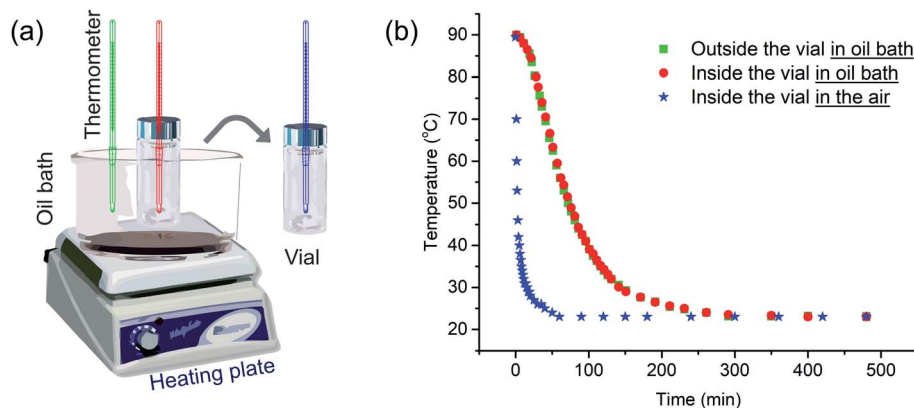 (a)
Thermometer
Oil bath
Vial
Heating plate
(b)
Outside the vial in oil bath
Inside the vial in oil bath
Inside the vial in the air
Temperature (°C)
90
80
70
60
50
40
30
20
0 100 200 300 400 500
Time (min)